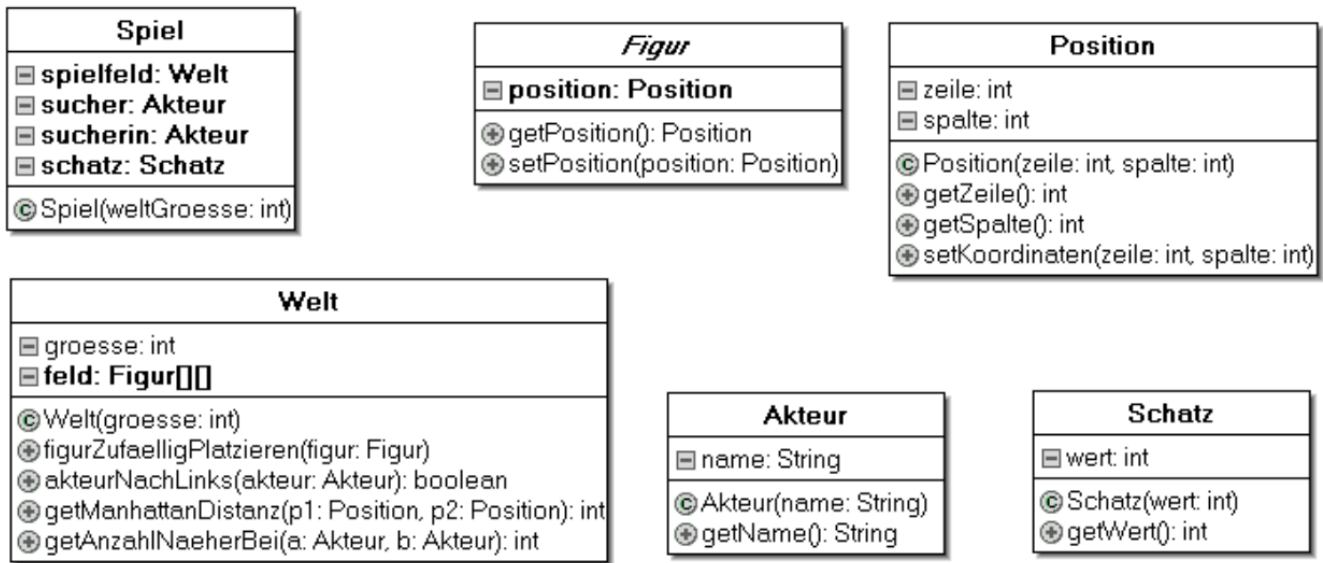 Spiel
spielfeld: Welt
sucher: Akteur
sucherin: Akteur
schatz: Schatz
Spiel(weltGroesse: int)
Figur
position: Position
getPosition(): Position
setPosition(position: Position)
Position
zeile: int
spalte: int
Position(zeile: int, spalte: int)
getZeile(): int
getSpalte(): int
setKoordinaten(zeile: int, spalte: int)
Welt
groesse: int
feld: Figur[][]
Welt(groesse: int)
figurZufaelligPlatzieren(figur: Figur)
akteurNachLinks(akteur: Akteur): boolean
getManhattanDistanz(p1: Position, p2: Position): int
getAnzahlNaeherBei(a: Akteur, b: Akteur): int
Akteur
name: String
Akteur(name: String)
getName(): String
Schatz
wert: int
Schatz(wert: int)
getWert(): int